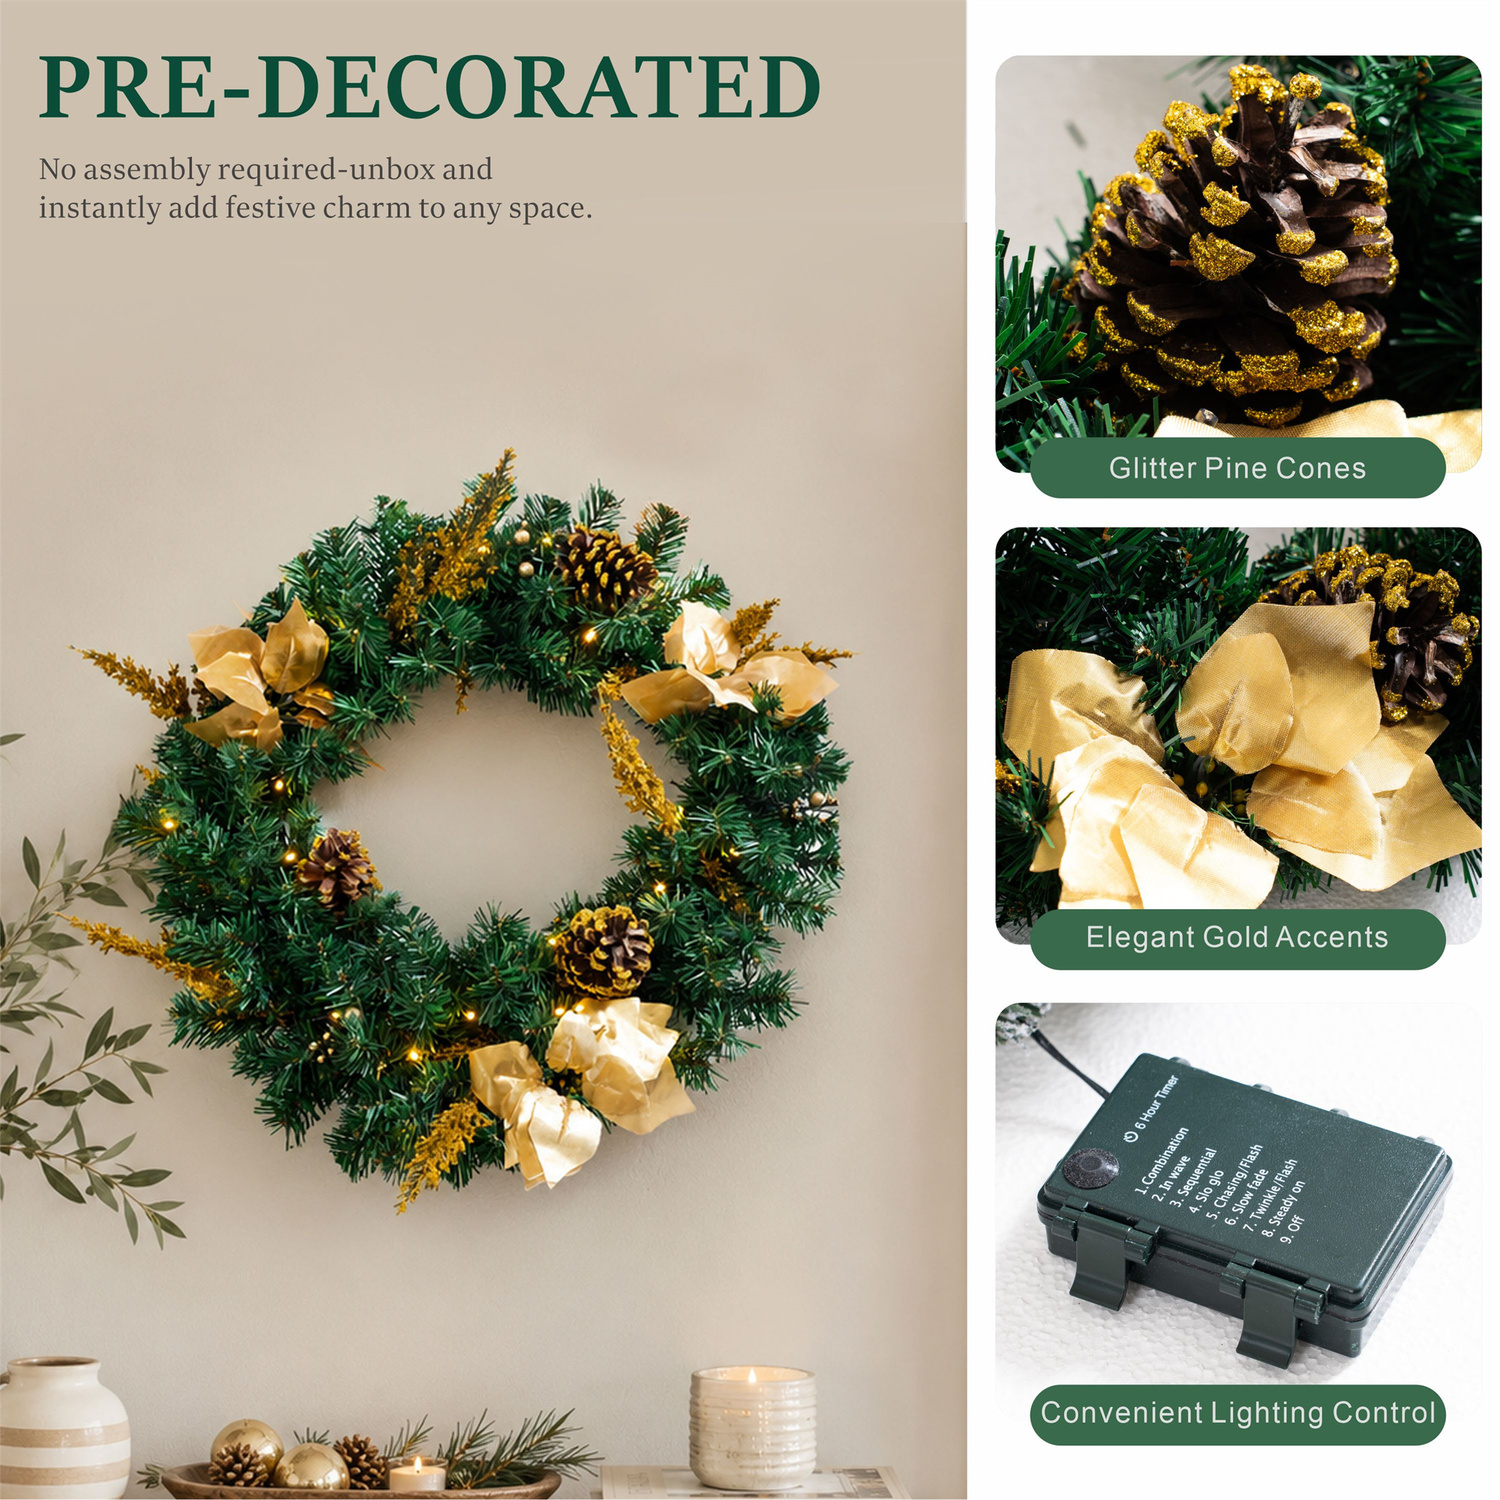 PRE-DECORATED
No assembly required-unbox and
instantly add festive charm to any space.
Glitter Pine Cones
Elegant Gold Accents
6 Hour Timer
1. Combination
2. In wave
3. Sequential
4. Slo glo
5. Chasing/Flash
6. Slow fade
7. Twinkle/Flash
8. Steady on
9. Off
Convenient Lighting Control